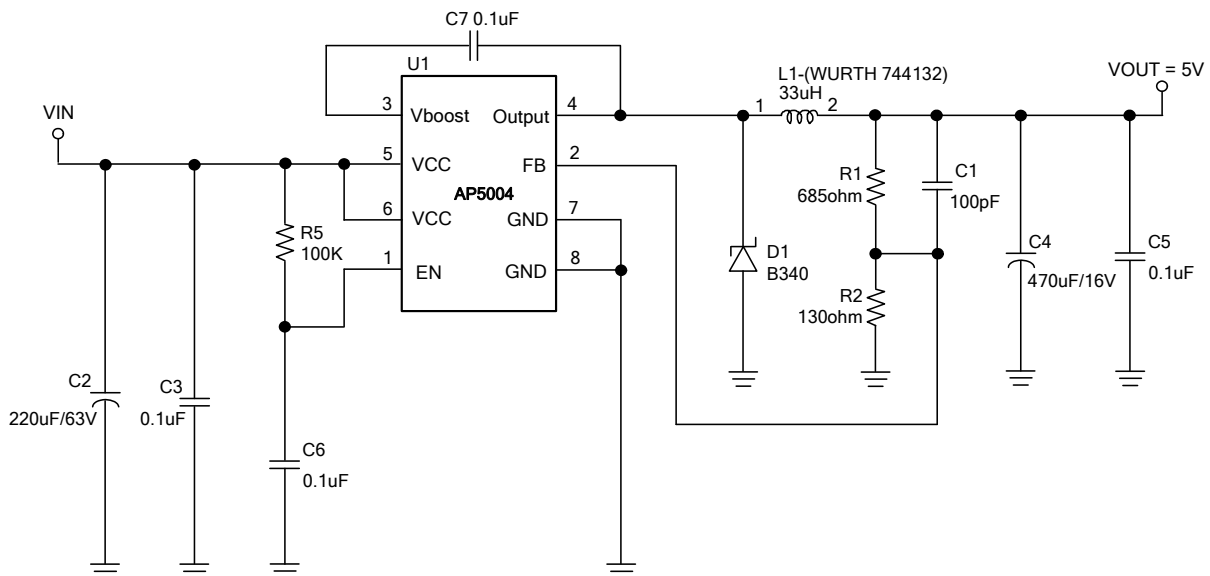 C7 0.1uF
U1
L1-(WURTH 744132)
33uH
VOUT = 5V
VIN
3
Vboost
Output
4
1
2
5
VCC
FB
2
AP5004
R1
685ohm
C1
100pF
6
VCC
GND
7
R5
100K
1
EN
GND
8
D1
B340
C4
470uF/16V
C5
0.1uF
R2
130ohm
C2
220uF/63V
C3
0.1uF
C6
0.1uF